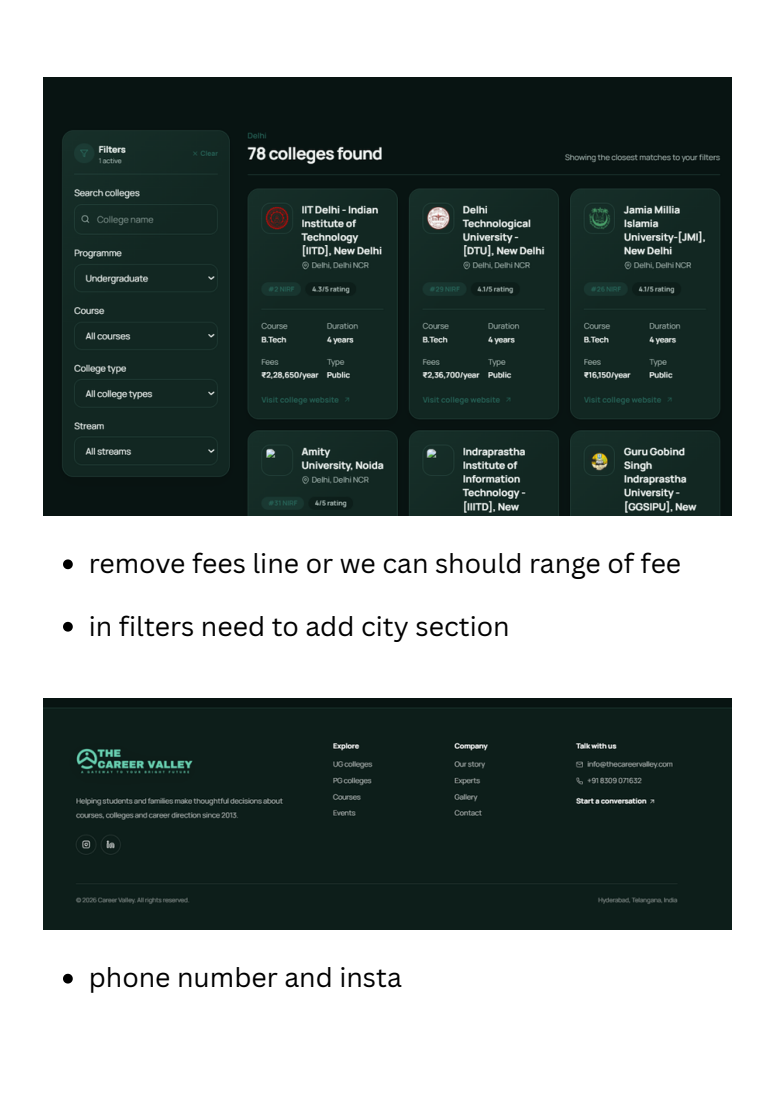 Filters
1 active
× Clear
Search colleges
College name
Programme
Undergraduate
Course
All courses
College type
All college types
Stream
All streams
Delhi
78 colleges found
Showing the closest matches to your filters
IIT Delhi - Indian
Institute of
Technology
[IITD], New Delhi
Delhi, Delhi NCR
#2 NIRF
4.3/5 rating
Course
Duration
B.Tech
4 years
Fees
Type
₹2,28,650/year
Public
Visit college website
Delhi
Technological
University -
[DTU], New Delhi
Delhi, Delhi NCR
#29 NIRF
4.1/5 rating
Course
Duration
B.Tech
4 years
Fees
Type
₹2,36,700/year
Public
Visit college website
Jamia Millia
Islamia
University-[JMI],
New Delhi
Delhi, Delhi NCR
#26 NIRF
4.1/5 rating
Course
Duration
B.Tech
4 years
Fees
Type
₹16,150/year
Public
Visit college website
Amity
University, Noida
Delhi, Delhi NCR
#31 NIRF
4/5 rating
Indraprastha
Institute of
Information
Technology -
[IIITD], New
Guru Gobind
Singh
Indraprastha
University -
[GGSIPU], New
• remove fees line or we can should range of fee
• in filters need to add city section
THE
CAREER VALLEY
A GATEWAY TO YOUR BRIGHT FUTURE
Helping students and families make thoughtful decisions about
courses, colleges and career direction since 2013.
Explore
UG colleges
PG colleges
Courses
Events
Company
Our story
Experts
Gallery
Contact
Talk with us
info@thecareervalley.com
+91 8309 071632
Start a conversation
© 2026 Career Valley. All rights reserved.
Hyderabad, Telangana, India
• phone number and insta